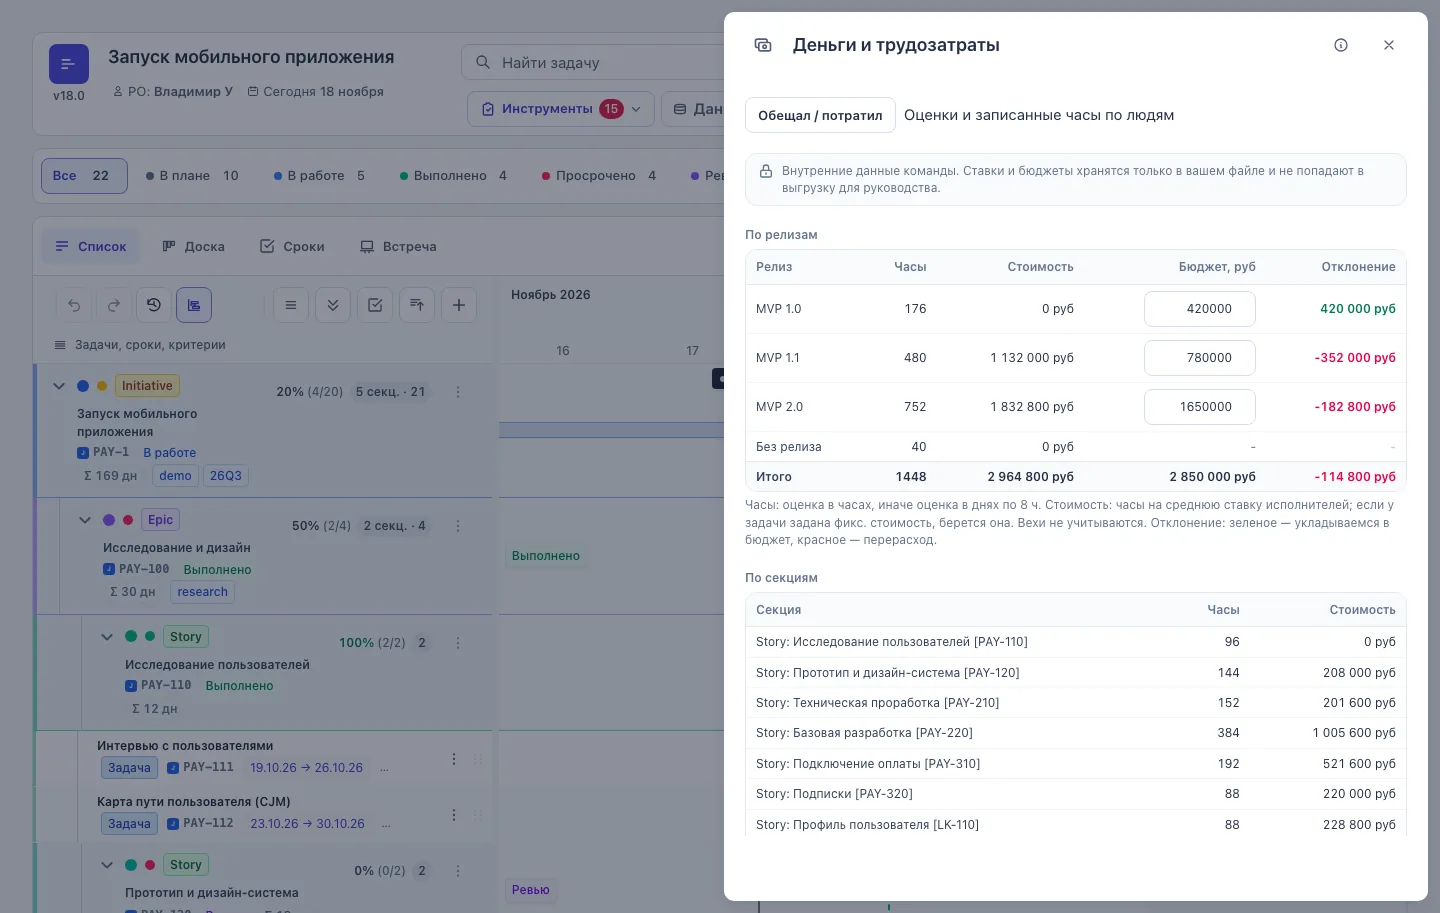 Запуск мобильного приложения
v18.0
РО: Владимир У
Сегодня 18 ноября
Найти задачу
Инструменты 15
Дан
Все 22
В плане 10
В работе 5
Выполнено 4
Просрочено 4
Рев
Список
Доска
Сроки
Встреча
Ноябрь 2026
Задачи, сроки, критерии
16 17
Initiative
20% (4/20) 5 секц. · 21
Запуск мобильного
приложения
PAY-1 В работе
Σ 169 дн demo 26Q3
Epic
50% (2/4) 2 секц. · 4
Исследование и дизайн
PAY-100 Выполнено
Σ 30 дн research
Выполнено
Story
100% (2/2) 2
Исследование пользователей
PAY-110 Выполнено
Σ 12 дн
Интервью с пользователями
Задача PAY-111 19.10.26 → 26.10.26 ...
Карта пути пользователя (CJM)
Задача PAY-112 23.10.26 → 30.10.26 ...
Story
0% (0/2) 2
Прототип и дизайн-система
Ревью
Деньги и трудозатраты
Обещал / потратил Оценки и записанные часы по людям
Внутренние данные команды. Ставки и бюджеты хранятся только в вашем файле и не попадают в
выгрузку для руководства.
По релизам
Релиз Часы Стоимость Бюджет, руб Отклонение
MVP 1.0 176 0 руб 420000 420 000 руб
MVP 1.1 480 1 132 000 руб 780000 -352 000 руб
MVP 2.0 752 1 832 800 руб 1650000 -182 800 руб
Без релиза 40 0 руб - -
Итого 1448 2 964 800 руб 2 850 000 руб -114 800 руб
Часы: оценка в часах, иначе оценка в днях по 8 ч. Стоимость: часы на среднюю ставку исполнителей; если у
задачи задана фикс. стоимость, берется она. Вехи не учитываются. Отклонение: зеленое — укладываемся в
бюджет, красное — перерасход.
По секциям
Секция Часы Стоимость
Story: Исследование пользователей [PAY-110] 96 0 руб
Story: Прототип и дизайн-система [PAY-120] 144 208 000 руб
Story: Техническая проработка [PAY-210] 152 201 600 руб
Story: Базовая разработка [PAY-220] 384 1 005 600 руб
Story: Подключение оплаты [PAY-310] 192 521 600 руб
Story: Подписки [PAY-320] 88 220 000 руб
Story: Профиль пользователя [LK-110] 88 228 800 руб